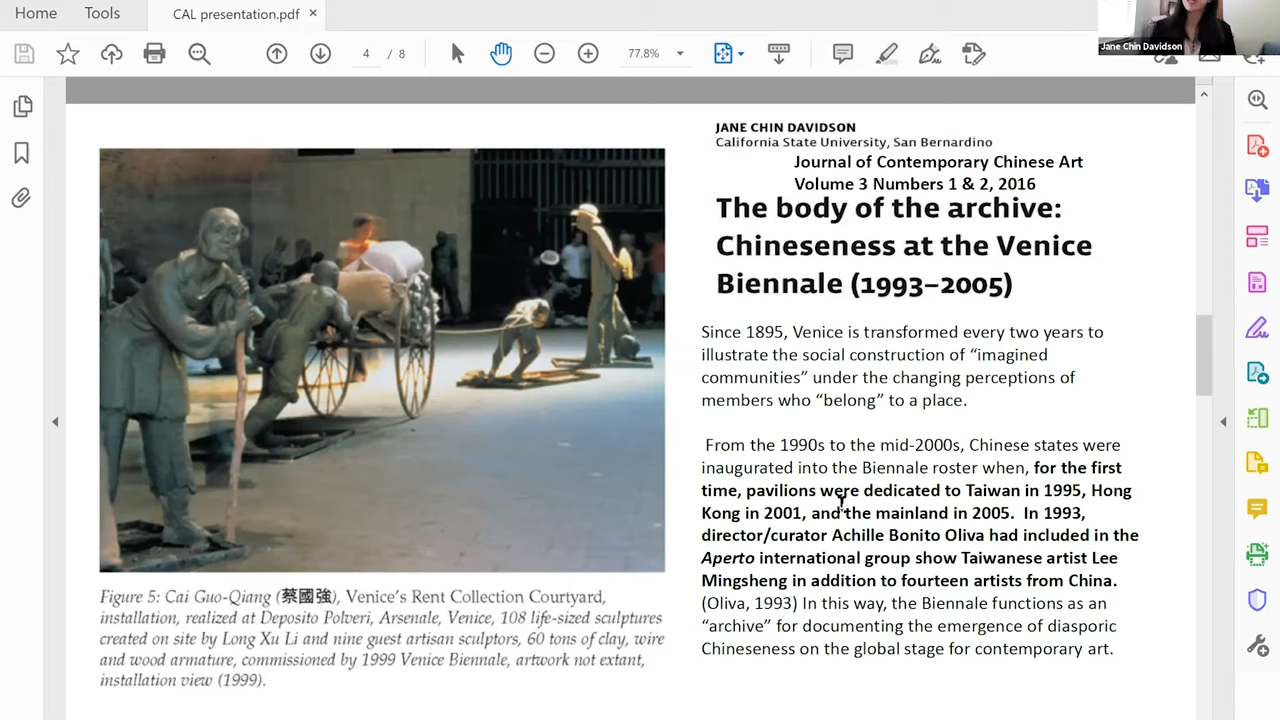 Home Tools CAL presentation.pdf ×
4 / 8 77.8%
Jane Chin Davidson
JANE CHIN DAVIDSON
California State University, San Bernardino
Journal of Contemporary Chinese Art
Volume 3 Numbers 1 & 2, 2016
The body of the archive:
Chineseness at the Venice
Biennale (1993–2005)
Since 1895, Venice is transformed every two years to
illustrate the social construction of “imagined
communities” under the changing perceptions of
members who “belong” to a place.
From the 1990s to the mid-2000s, Chinese states were
inaugurated into the Biennale roster when, for the first
time, pavilions were dedicated to Taiwan in 1995, Hong
Kong in 2001, and the mainland in 2005. In 1993,
director/curator Achille Bonito Oliva had included in the
Aperto international group show Taiwanese artist Lee
Mingsheng in addition to fourteen artists from China.
(Oliva, 1993) In this way, the Biennale functions as an
“archive” for documenting the emergence of diasporic
Chineseness on the global stage for contemporary art.
Figure 5: Cai Guo-Qiang (蔡國強), Venice’s Rent Collection Courtyard,
installation, realized at Deposito Polveri, Arsenale, Venice, 108 life-sized sculptures
created on site by Long Xu Li and nine guest artisan sculptors, 60 tons of clay, wire
and wood armature, commissioned by 1999 Venice Biennale, artwork not extant,
installation view (1999).